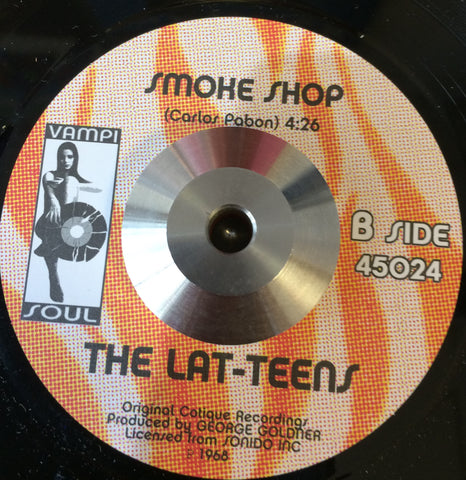 SMOKE SHOP
(Carlos Pabon) 4:26
VAMPI
SOUL
B SIDE
45024
THE LAT-TEENS
Original Cotique Recordings
Produced by GEORGE GOLDNER
Licensed from SONIDO INC
℗ 1968